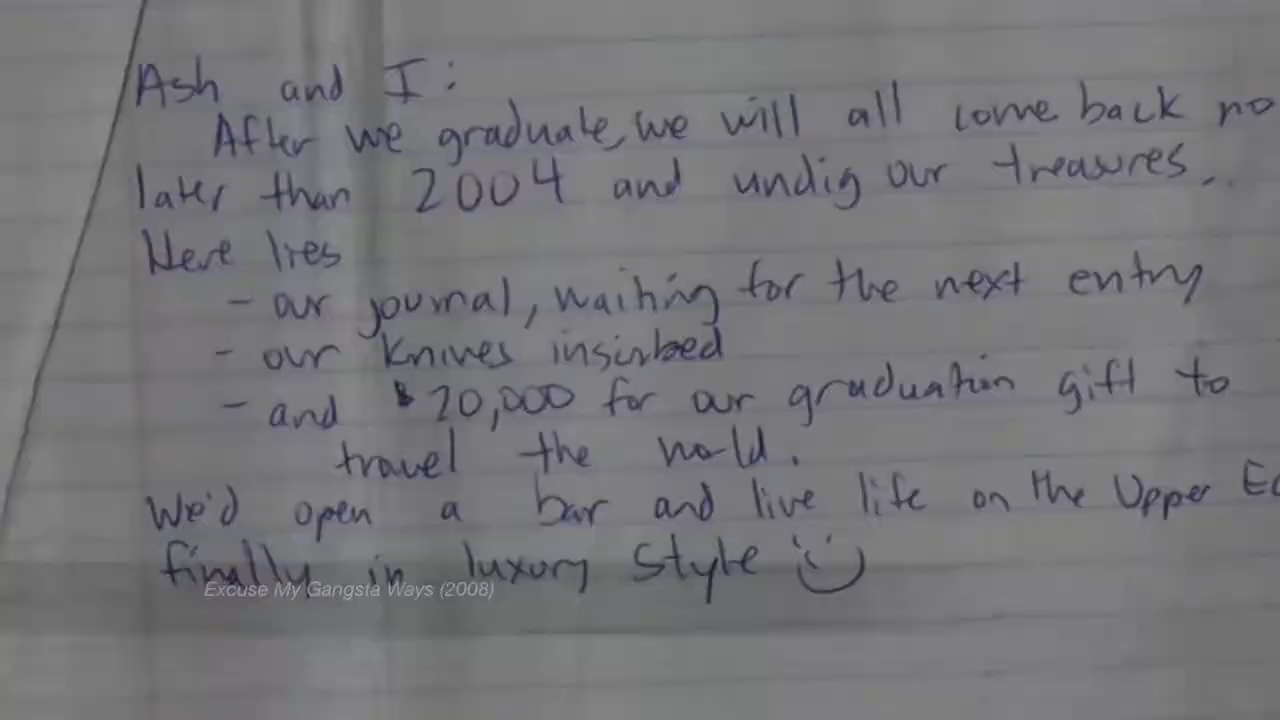 Ash and I:
After we graduate, we will all come back no
later than 2004 and undig our treasures.
Here lies
- our journal, waiting for the next entry
- our knives inscribed
- and $20,000 for our graduation gift to
travel the world.
We'd open a bar and live life on the Upper Ea
finally in luxury style :)
Excuse My Gangsta Ways (2008)